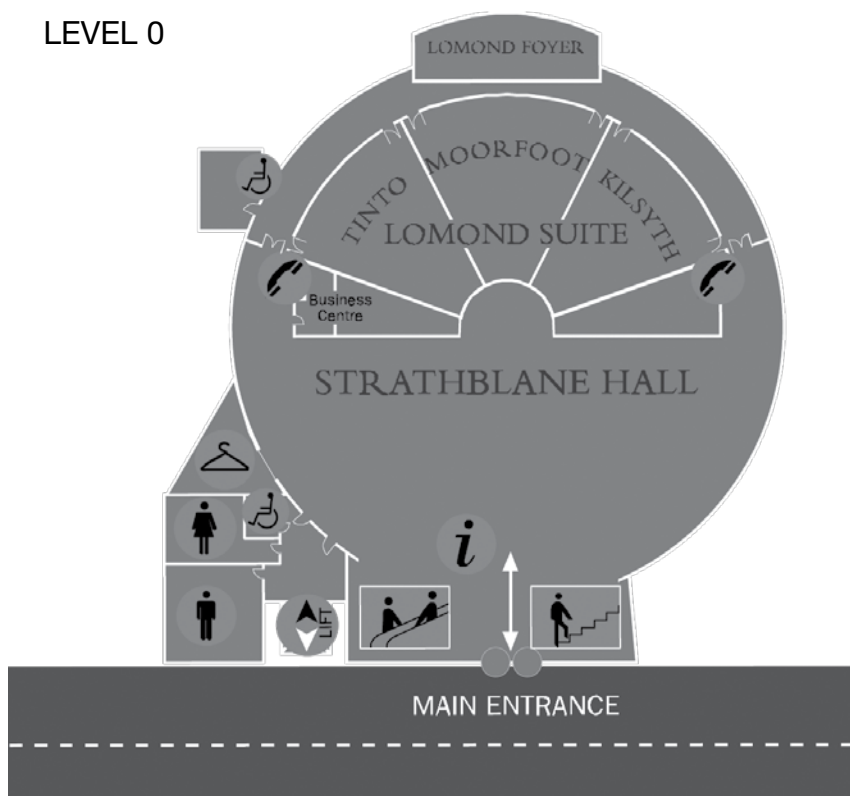 LEVEL 0
LOMOND FOYER
TINTO
MOORFOOT
KILSYTH
LOMOND SUITE
Business
Centre
STRATHBLANE HALL
i
LIFT
MAIN ENTRANCE